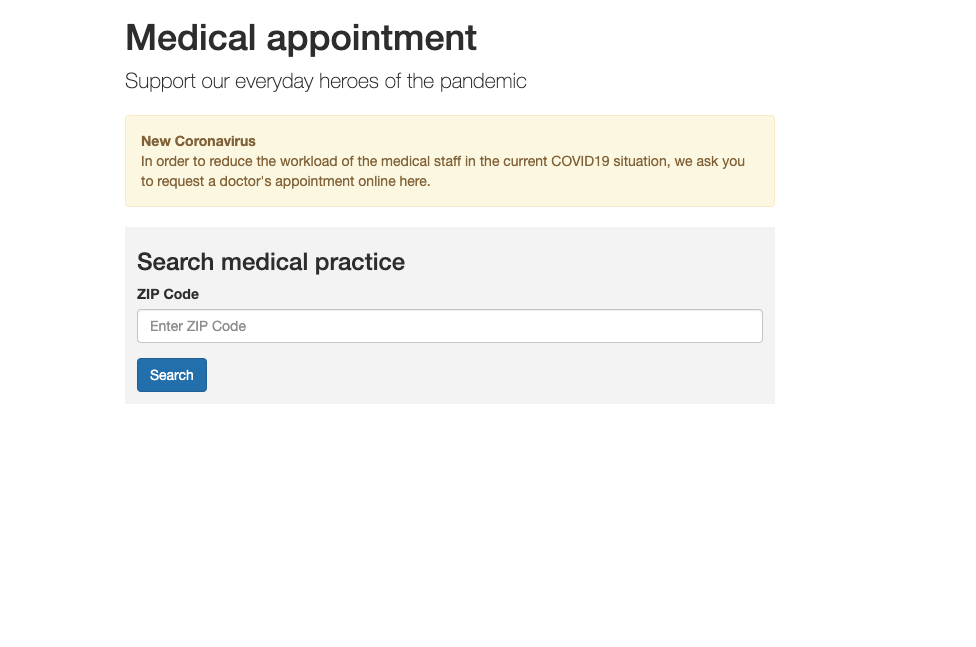 Medical appointment
Support our everyday heroes of the pandemic
New Coronavirus
In order to reduce the workload of the medical staff in the current COVID19 situation, we ask you
to request a doctor's appointment online here.
Search medical practice
ZIP Code
Enter ZIP Code
Search